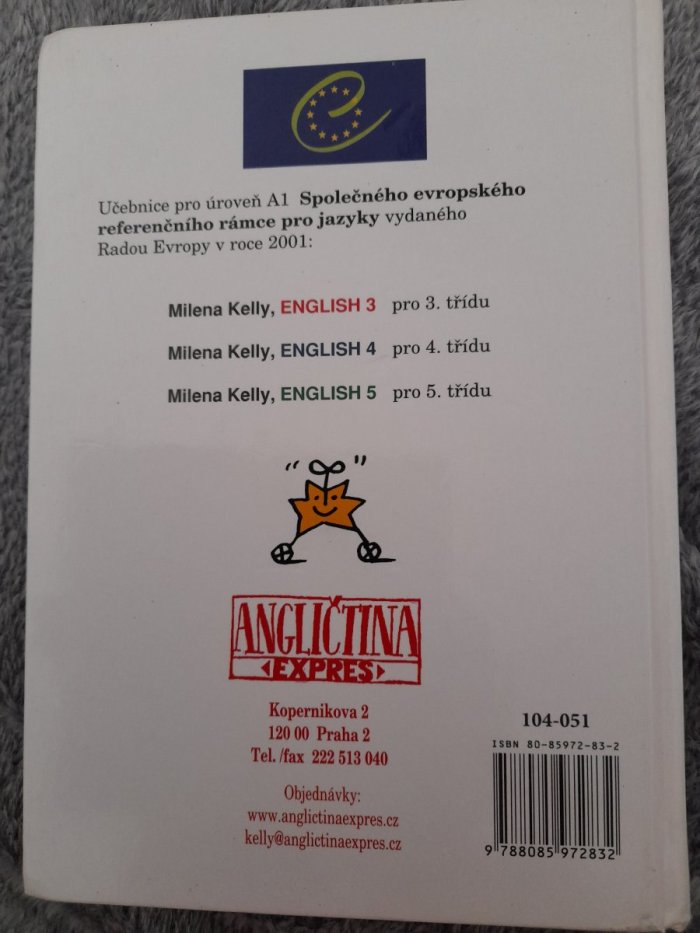 Učebnice pro úroveň A1 Společného evropského
referenčního rámce pro jazyky vydaného
Radou Evropy v roce 2001:
Milena Kelly, ENGLISH 3 pro 3. třídu
Milena Kelly, ENGLISH 4 pro 4. třídu
Milena Kelly, ENGLISH 5 pro 5. třídu
ANGLIČTINA
EXPRES
Kopernikova 2
120 00 Praha 2
Tel. /fax 222 513 040
Objednávky:
www.anglictinaexpres.cz
kelly@anglictinaexpres.cz
104-051
ISBN 80-85972-83-2
9 788085 972832